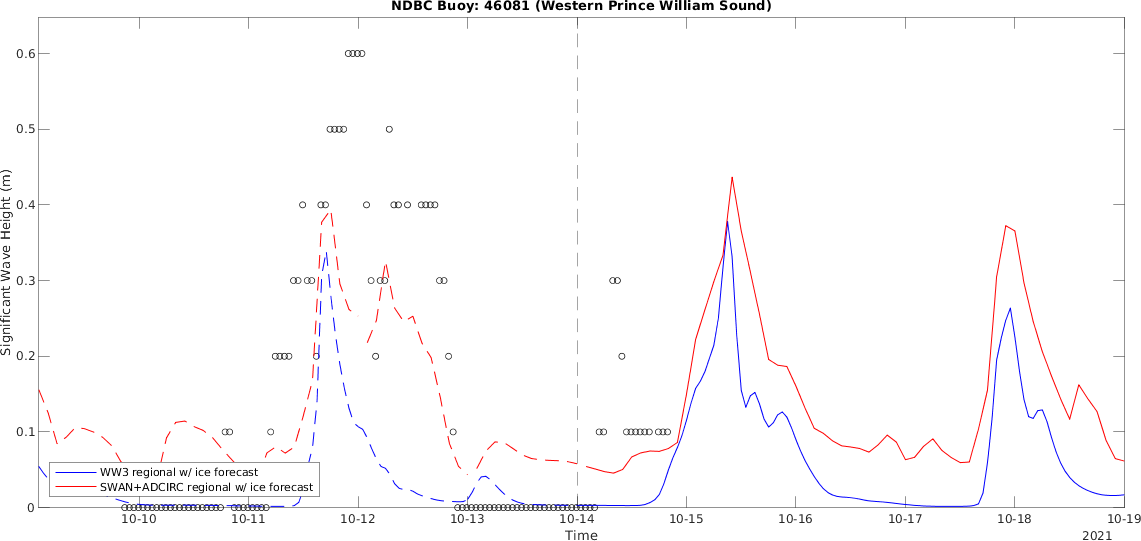 NDBC Buoy: 46081 (Western Prince William Sound)
Significant Wave Height (m)
0.6
0.5
0.4
0.3
0.2
0.1
0
WW3 regional w/ ice forecast
SWAN+ADCIRC regional w/ ice forecast
10-10 10-11 10-12 10-13 10-14 10-15 10-16 10-17 10-18 10-19
Time
2021